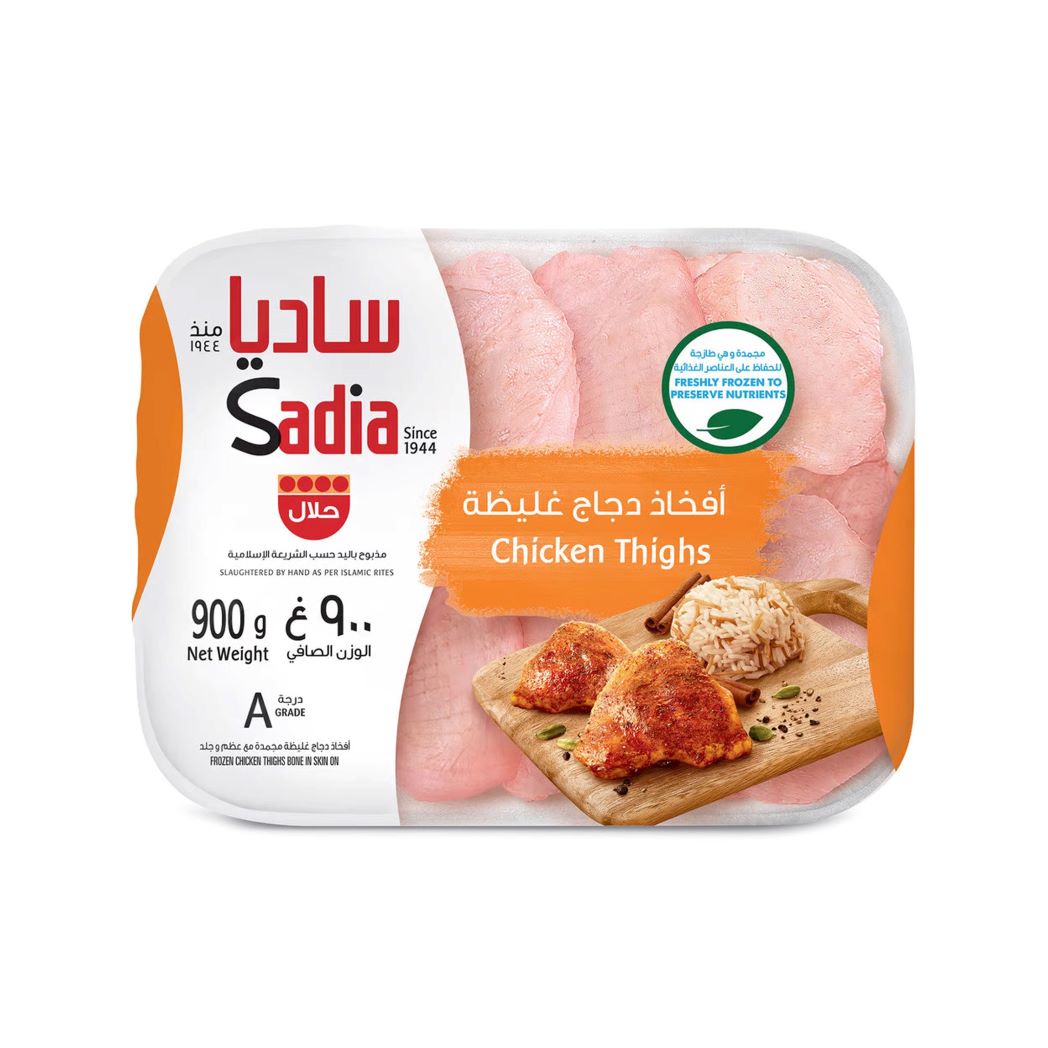 ساديا
منذ
١٩٤٤
Sadia
Since
1944
حلال
مذبوح باليد حسب الشريعة الإسلامية
SLAUGHTERED BY HAND AS PER ISLAMIC RITES
900 g
Net Weight
٩٠٠ غ
الوزن الصافي
A
درجة
GRADE
أفخاذ دجاج غليظة مجمدة مع عظم و جلد
FROZEN CHICKEN THIGHS BONE IN SKIN ON
مجمدة و هي طازجة
للحفاظ على العناصر الغذائية
FRESHLY FROZEN TO
PRESERVE NUTRIENTS
أفخاذ دجاج غليظة
Chicken Thighs